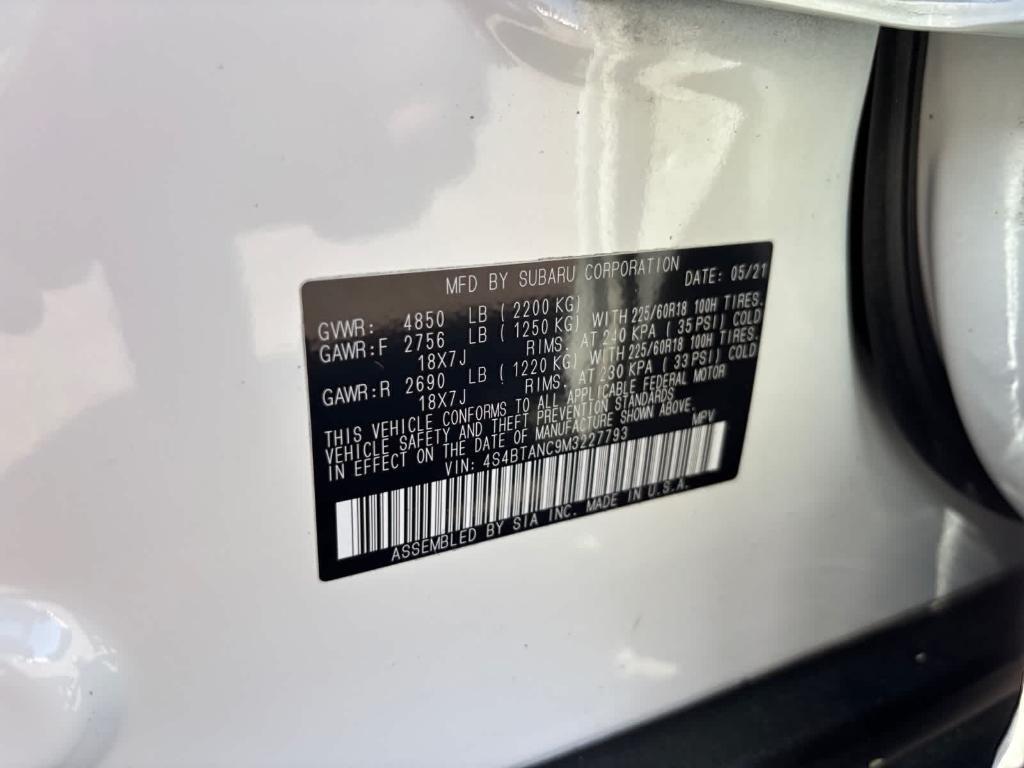 MFD BY SUBARU CORPORATION DATE: 05/21
GVWR: 4850 LB ( 2200 KG)
GAWR:F 2756 LB ( 1250 KG) WITH 225/60R18 100H TIRES.
18X7J RIMS, AT 240 KPA ( 35 PSI) COLD
GAWR:R 2690 LB ( 1220 KG) WITH 225/60R18 100H TIRES.
18X7J RIMS, AT 230 KPA ( 33 PSI) COLD
THIS VEHICLE CONFORMS TO ALL APPLICABLE FEDERAL MOTOR
VEHICLE SAFETY AND THEFT PREVENTION STANDARDS
IN EFFECT ON THE DATE OF MANUFACTURE SHOWN ABOVE.
VIN: 4S4BTANC9M3227793 MPV
ASSEMBLED BY SIA INC. MADE IN U.S.A.